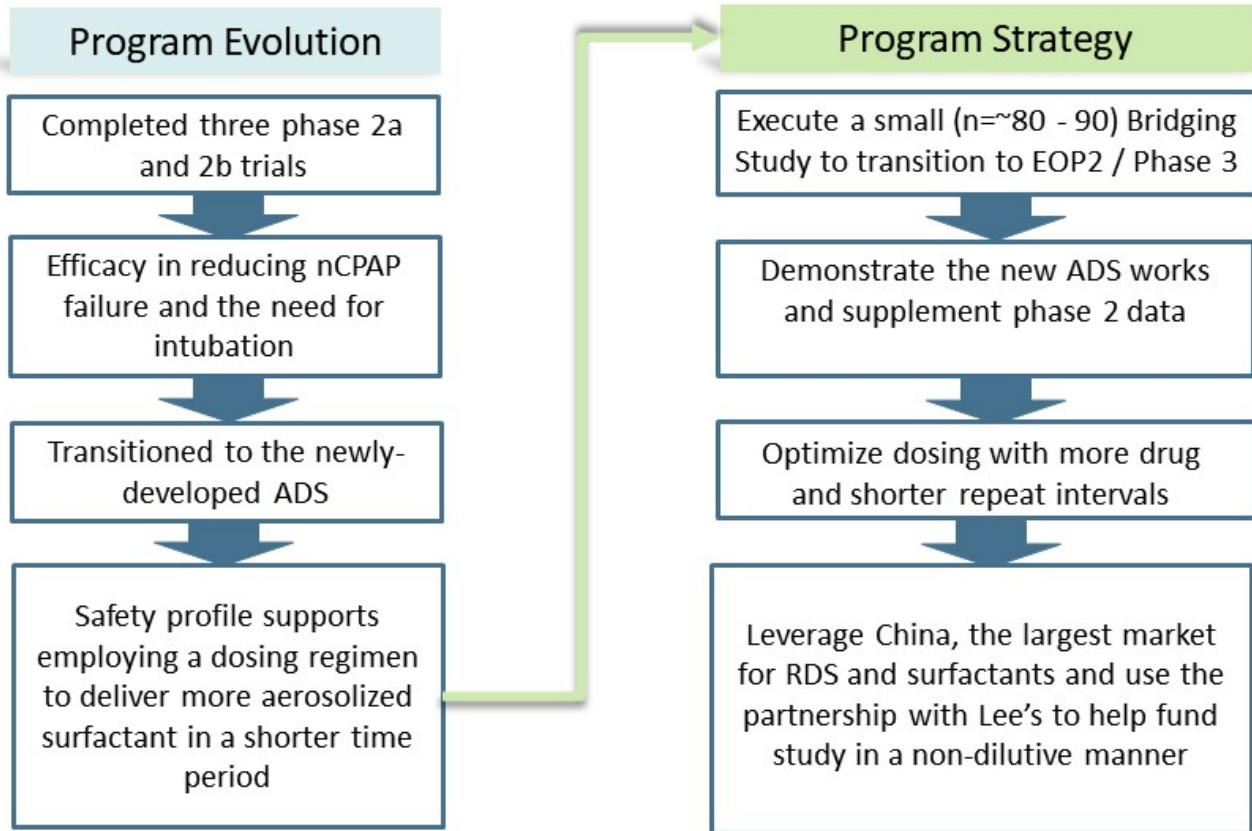 Program Evolution
Completed three phase 2a
and 2b trials
Efficacy in reducing nCPAP
failure and the need for
intubation
Transitioned to the newly-
developed ADS
Safety profile supports
employing a dosing regimen
to deliver more aerosolized
surfactant in a shorter time
period
Program Strategy
Execute a small (n=~80 - 90) Bridging
Study to transition to EOP2 / Phase 3
Demonstrate the new ADS works
and supplement phase 2 data
Optimize dosing with more drug
and shorter repeat intervals
Leverage China, the largest market
for RDS and surfactants and use the
partnership with Lee’s to help fund
study in a non-dilutive manner